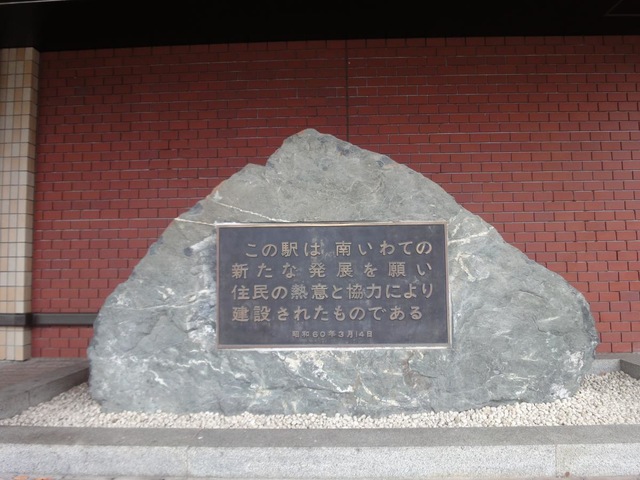 この駅は南いわての
新たな発展を願い
住民の熱意と協力により
建設されたものである
昭和60年3月14日